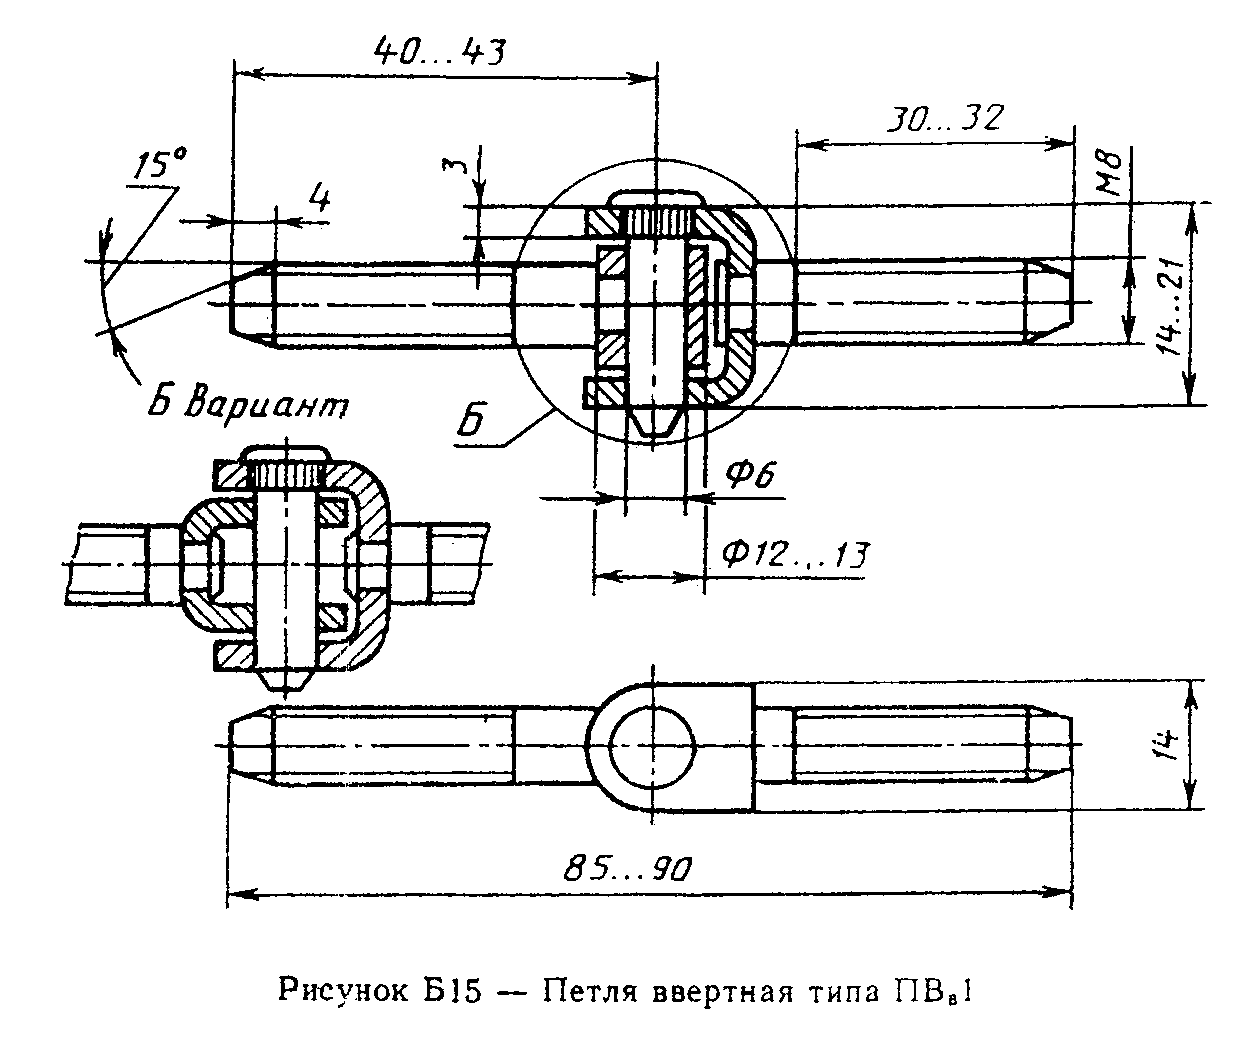 40...43
30...32
15°
3
М8
4
14...21
Б Вариант
Б
Ф6
Ф12...13
14
85...90
Рисунок Б15 — Петля ввертная типа ПВв1